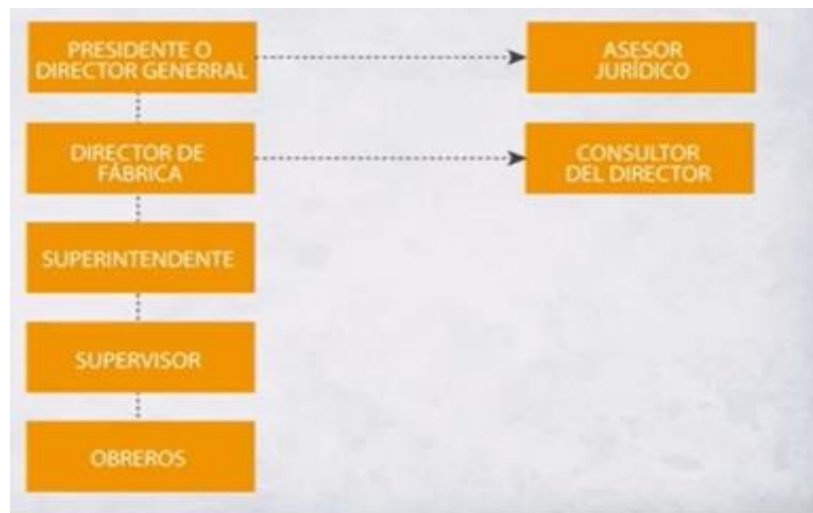 PRESIDENTE O
DIRECTOR GENERRAL
ASESOR
JURÍDICO
DIRECTOR DE
FÁBRICA
CONSULTOR
DEL DIRECTOR
SUPERINTENDENTE
SUPERVISOR
OBREROS